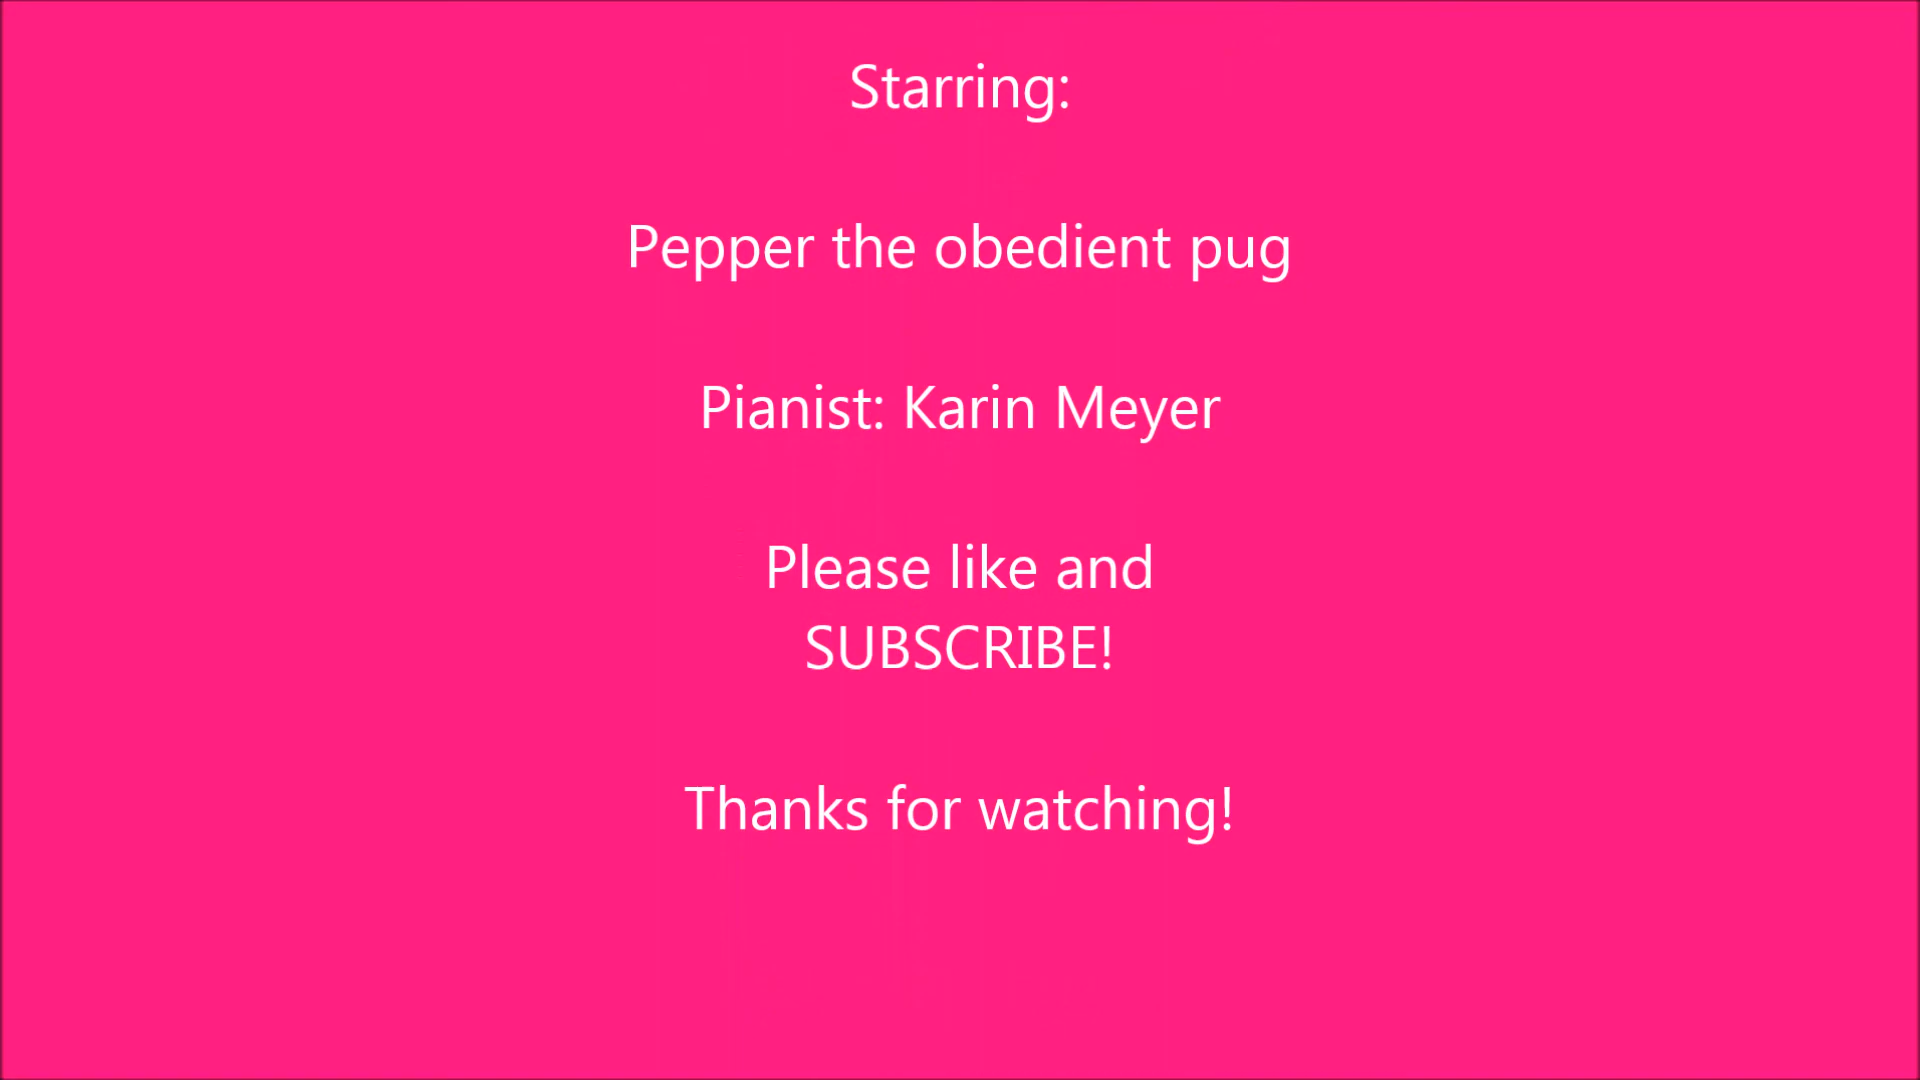 Starring:
Pepper the obedient pug
Pianist: Karin Meyer
Please like and
SUBSCRIBE!
Thanks for watching!